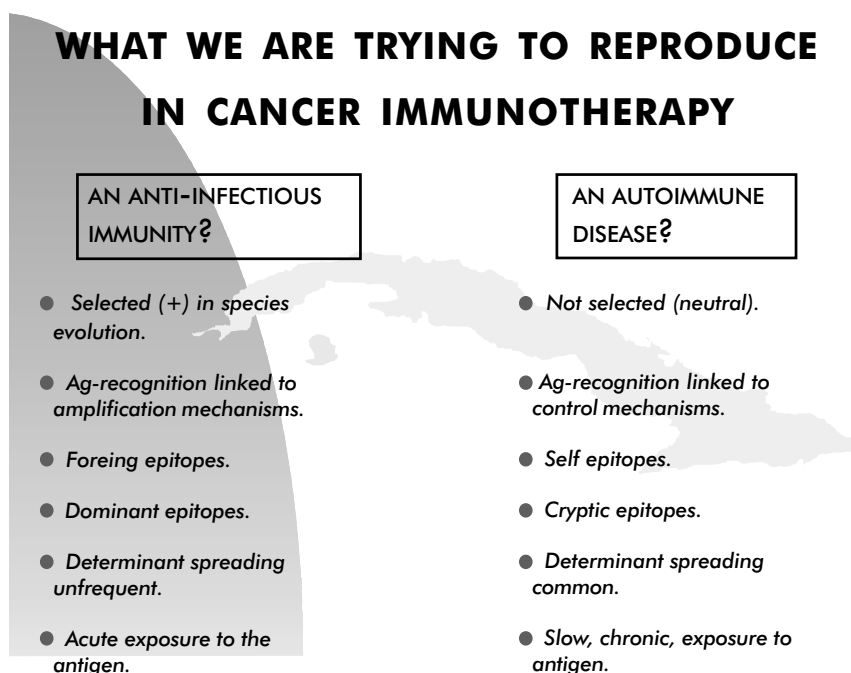 WHAT WE ARE TRYING TO REPRODUCE
IN CANCER IMMUNOTHERAPY
AN ANTI-INFECTIOUS
IMMUNITY?
● Selected (+) in species
evolution.
● Ag-recognition linked to
amplification mechanisms.
● Foreing epitopes.
● Dominant epitopes.
● Determinant spreading
unfrequent.
● Acute exposure to the
antigen.
AN AUTOIMMUNE
DISEASE?
● Not selected (neutral).
● Ag-recognition linked to
control mechanisms.
● Self epitopes.
● Cryptic epitopes.
● Determinant spreading
common.
● Slow, chronic, exposure to
antigen.